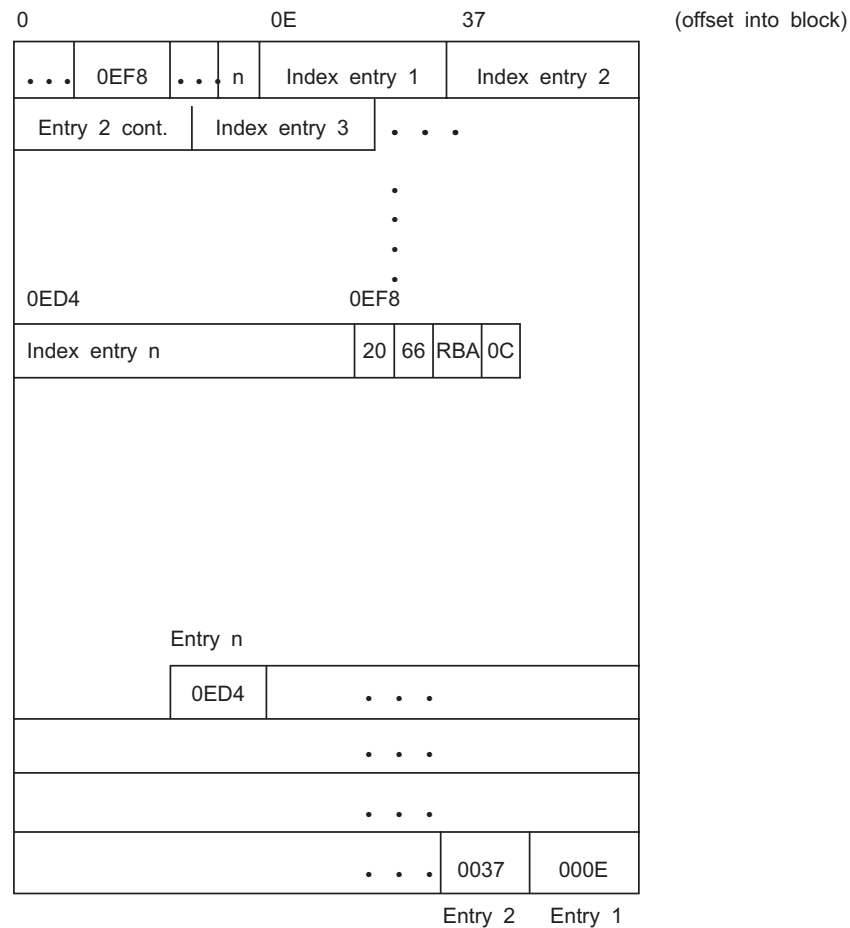 0 0E 37 (offset into block)
... 0EF8 ... n Index entry 1 Index entry 2
Entry 2 cont. Index entry 3 . . .
.
.
.
.
0ED4 0EF8
Index entry n 20 66 RBA 0C
Entry n
0ED4 . . .
. . .
. . .
. . . 0037 000E
Entry 2 Entry 1